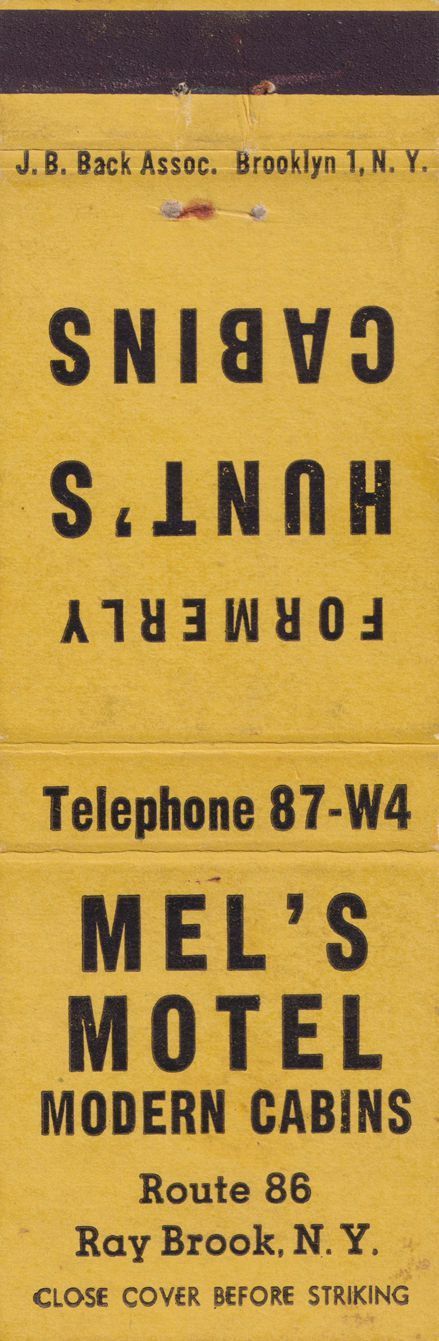 J. B. Back Assoc. Brooklyn 1, N. Y.
FORMERLY
HUNT'S
CABINS
Telephone 87-W4
MEL'S
MOTEL
MODERN CABINS
Route 86
Ray Brook, N. Y.
CLOSE COVER BEFORE STRIKING